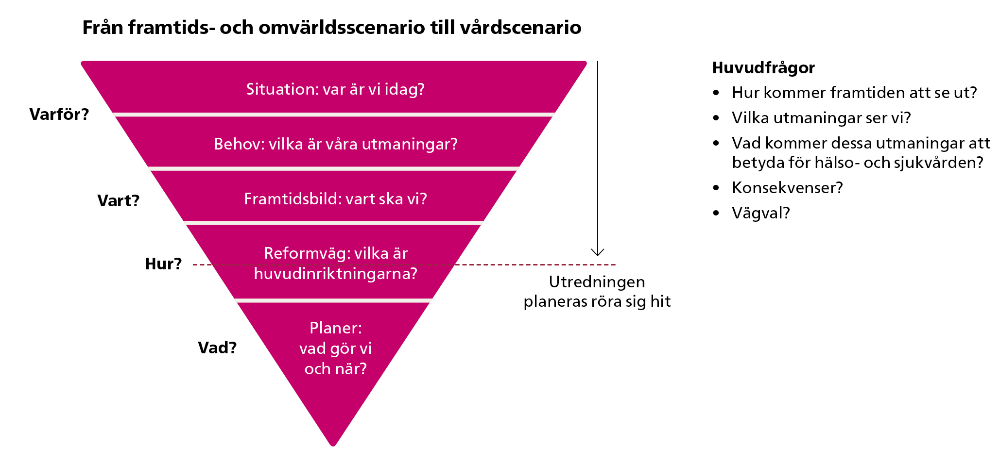 Från framtids- och omvärldsscenario till vårdscenario
Situation: var är vi idag?
Varför?
Behov: vilka är våra utmaningar?
Vart?
Framtidsbild: vart ska vi?
Hur?
Reformväg: vilka är
huvudinriktningarna?
Vad?
Planer:
vad gör vi
och när?
Utredningen
planeras röra sig hit
Huvudfrågor
• Hur kommer framtiden att se ut?
• Vilka utmaningar ser vi?
• Vad kommer dessa utmaningar att
betyda för hälso- och sjukvården?
• Konsekvenser?
• Vägval?